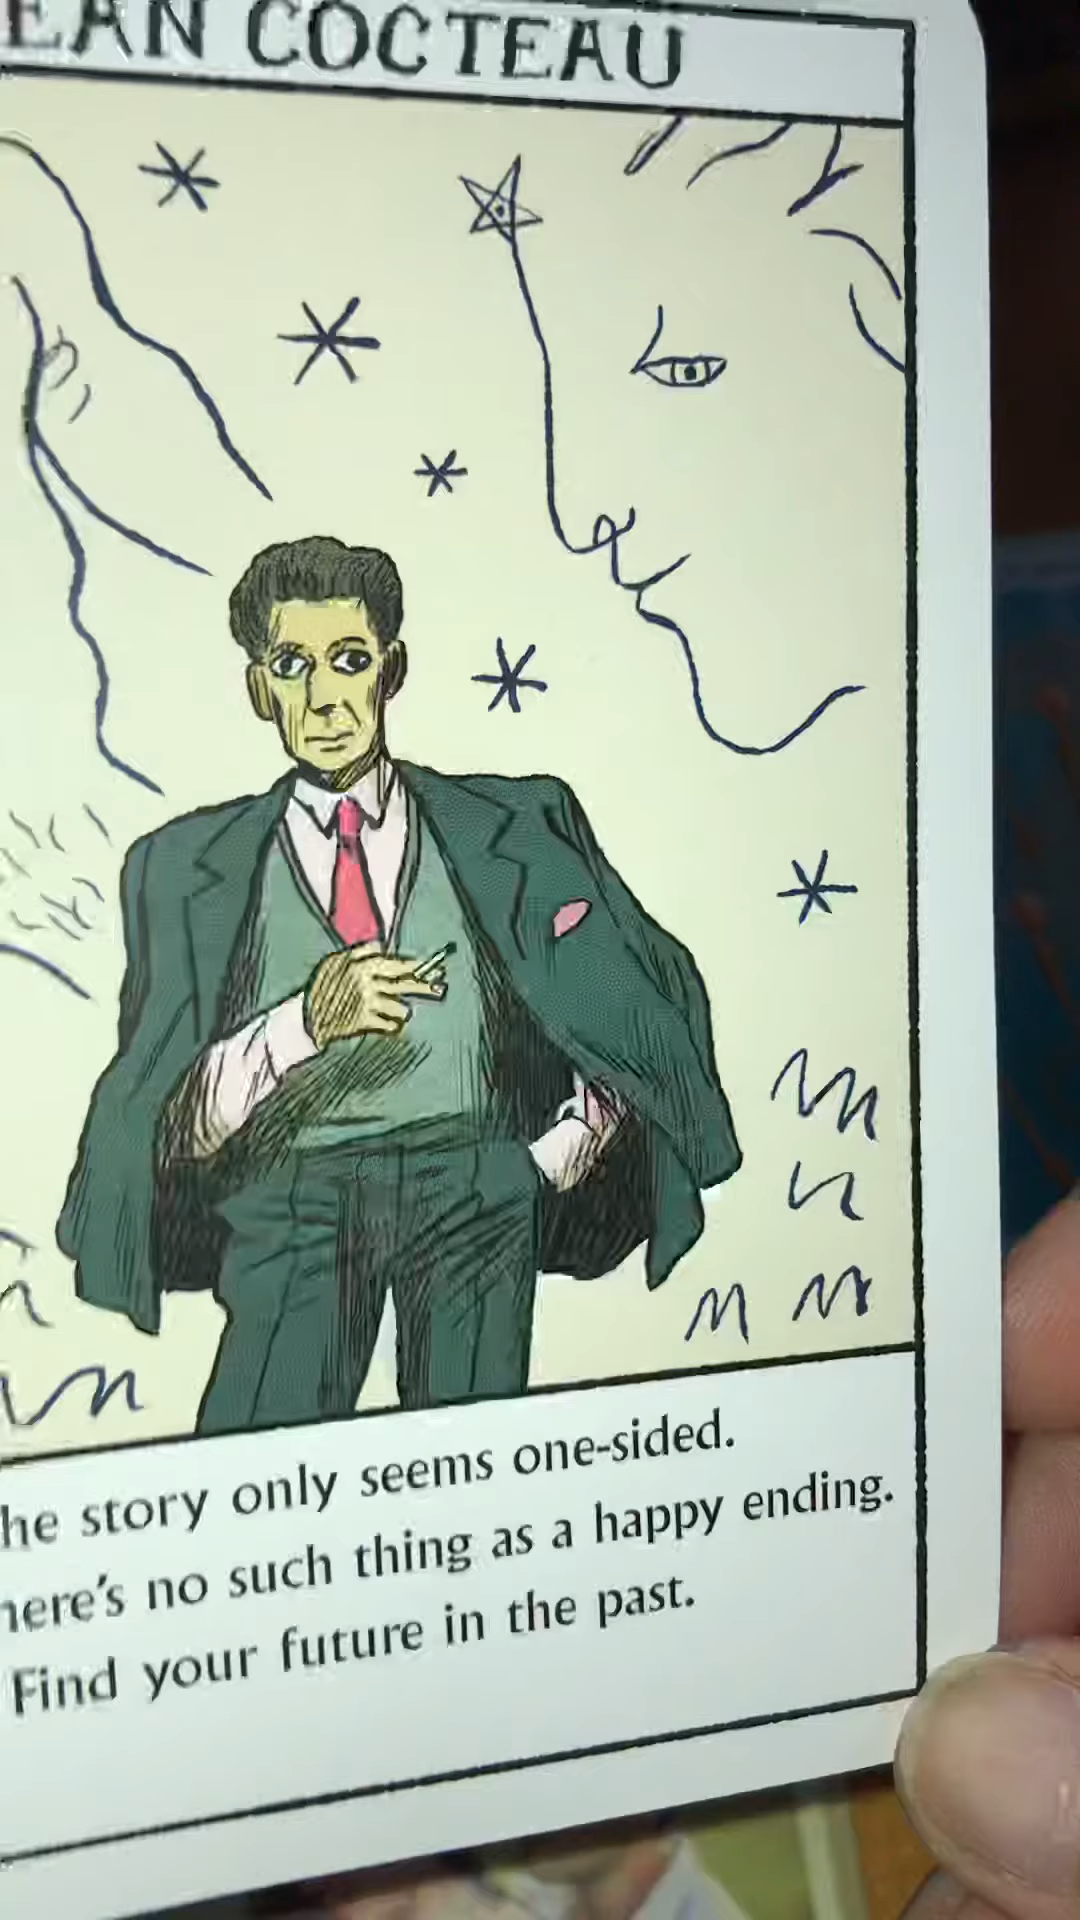 EAN COCTEAU
he story only seems one-sided.
here's no such thing as a happy ending.
Find your future in the past.